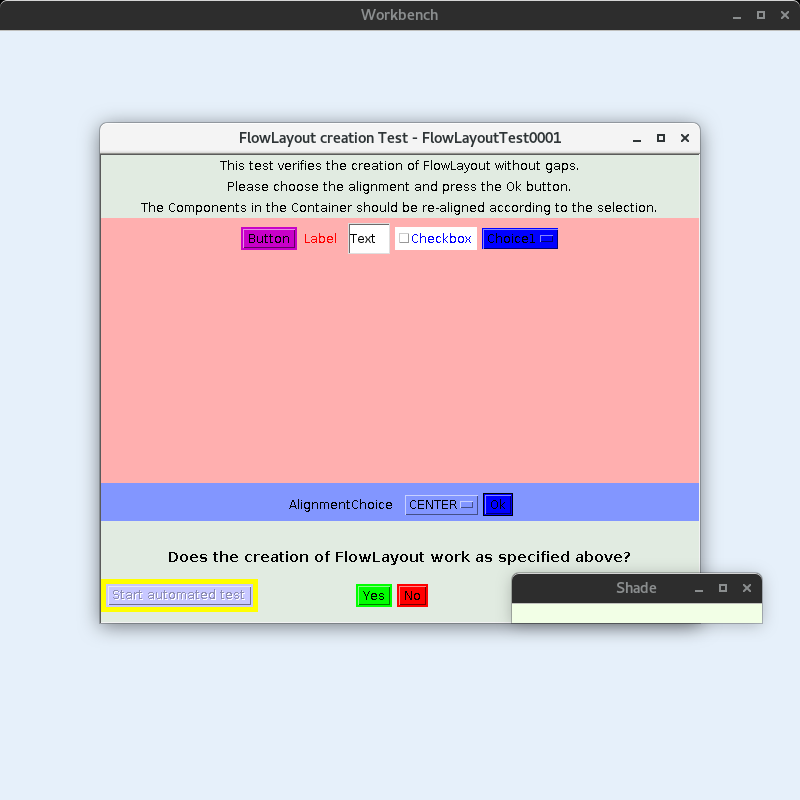 Workbench
FlowLayout creation Test - FlowLayoutTest0001
This test verifies the creation of FlowLayout without gaps.
Please choose the alignment and press the Ok button.
The Components in the Container should be re-aligned according to the selection.
Button Label Text Checkbox Choice1
AlignmentChoice CENTER Ok
Does the creation of FlowLayout work as specified above?
Start automated test Yes No
Shade